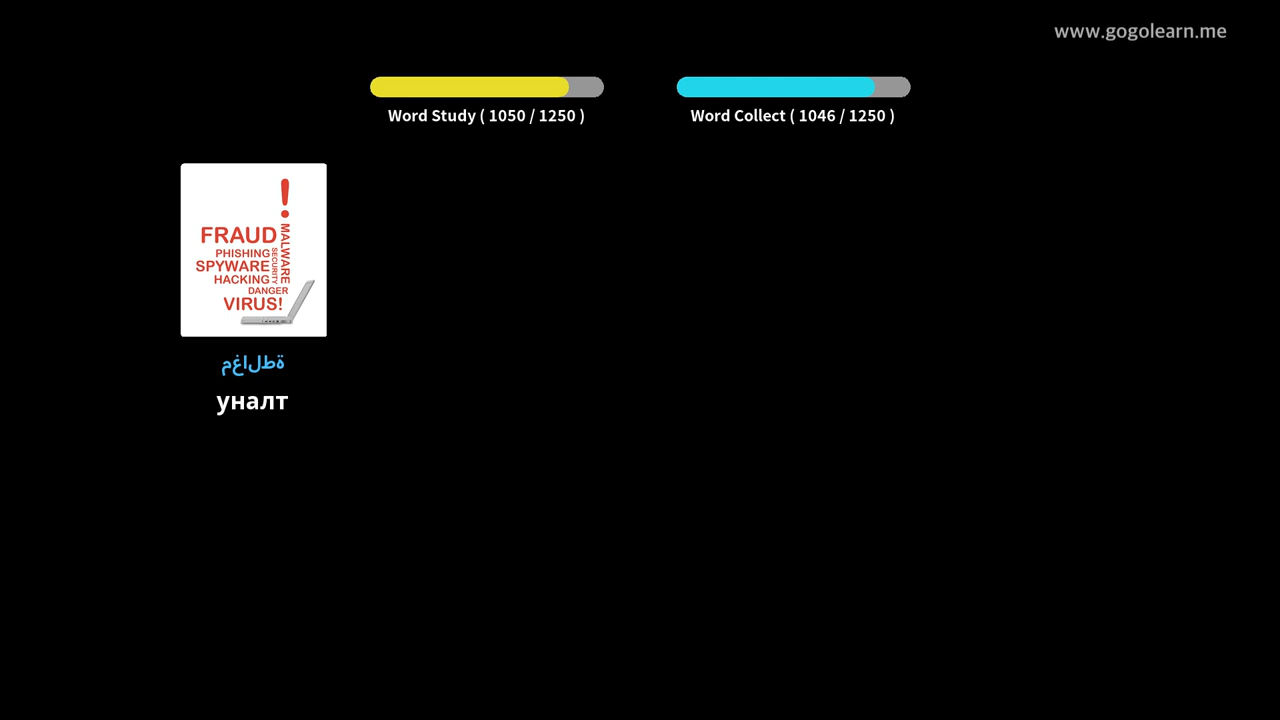 www.gogolearn.me
Word Study ( 1050 / 1250 )
Word Collect ( 1046 / 1250 )
!
FRAUD
MALWARE
PHISHING
SECURITY
SPYWARE
HACKING
DANGER
VIRUS!
ةطلاغم
уналт